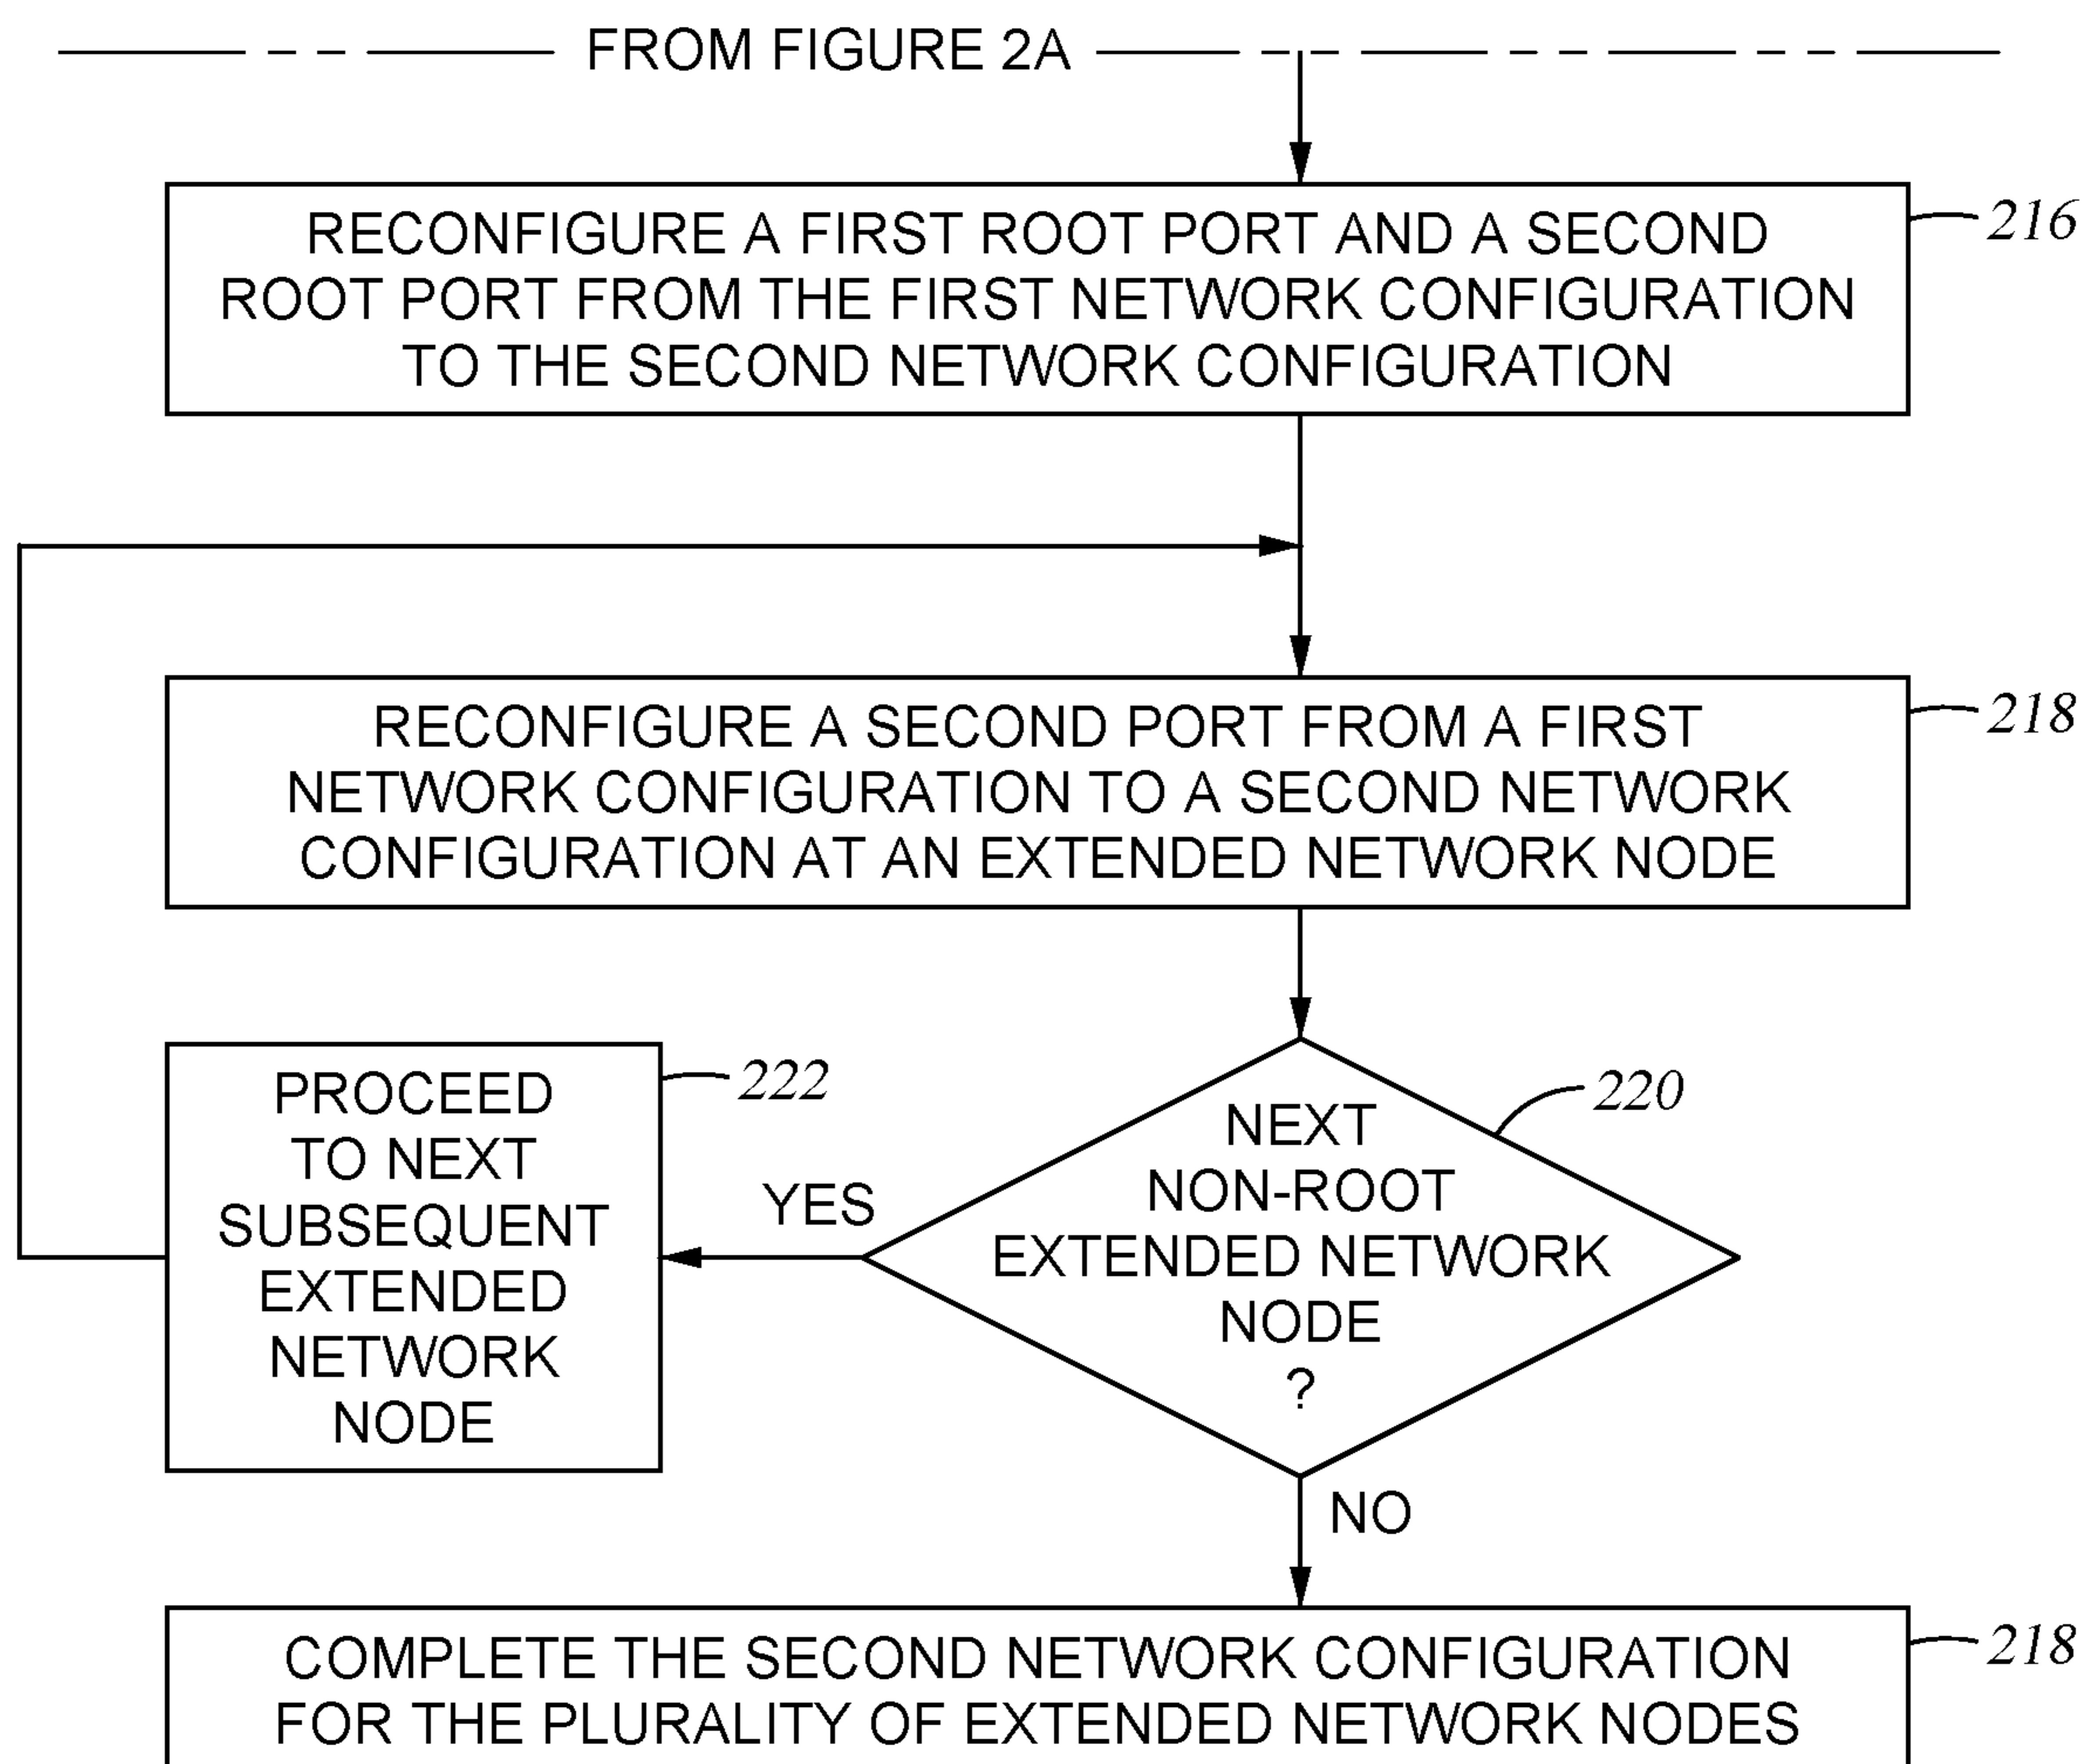 FROM FIGURE 2A
RECONFIGURE A FIRST ROOT PORT AND A SECOND
ROOT PORT FROM THE FIRST NETWORK CONFIGURATION
TO THE SECOND NETWORK CONFIGURATION
216
RECONFIGURE A SECOND PORT FROM A FIRST
NETWORK CONFIGURATION TO A SECOND NETWORK
CONFIGURATION AT AN EXTENDED NETWORK NODE
218
PROCEED
TO NEXT
SUBSEQUENT
EXTENDED
NETWORK
NODE
222
YES
NEXT
NON-ROOT
EXTENDED NETWORK
NODE
?
220
NO
COMPLETE THE SECOND NETWORK CONFIGURATION
FOR THE PLURALITY OF EXTENDED NETWORK NODES
218